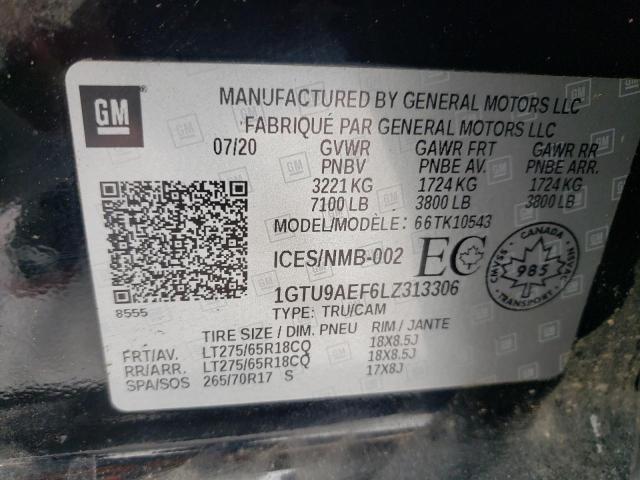 GM
MANUFACTURED BY GENERAL MOTORS LLC
FABRIQUÉ PAR GENERAL MOTORS LLC
07/20 GVWR GAWR FRT GAWR RR
PNBV PNBE AV. PNBE ARR.
3221 KG 1724 KG 1724 KG
7100 LB 3800 LB 3800 LB
MODEL/MODÈLE: 66TK10543
ICES/NMB-002 EC
CANADA
985
CMVSS NSVAC
1GTU9AEF6LZ313306
8555
TYPE: TRU/CAM
TIRE SIZE / DIM. PNEU RIM / JANTE
FRT/AV. LT275/65R18CQ 18X8.5J
RR/ARR. LT275/65R18CQ 18X8.5J
SPA/SOS 265/70R17 S 17X8J